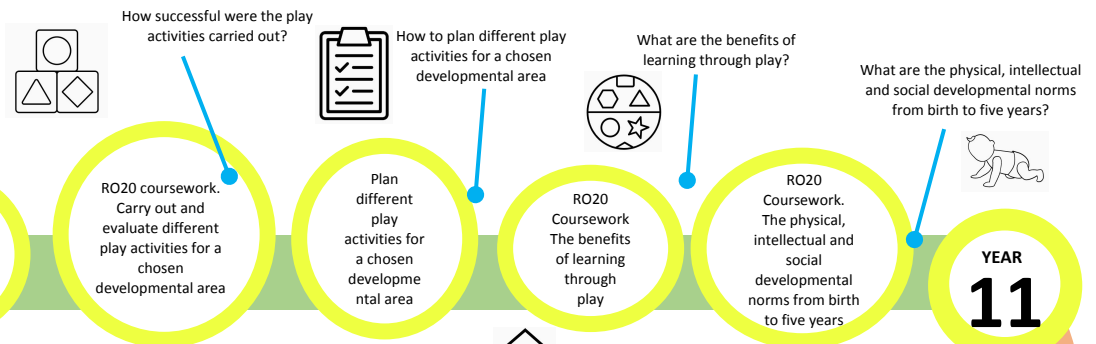 How successful were the play
activities carried out?
How to plan different play
activities for a chosen
developmental area
What are the benefits of
learning through play?
What are the physical, intellectual
and social developmental norms
from birth to five years?
RO20 coursework.
Carry out and
evaluate different
play activities for a
chosen
developmental area
Plan
different
play
activities for
a chosen
developme
ntal area
RO20
Coursework
The benefits
of learning
through
play
RO20
Coursework.
The physical,
intellectual and
social
developmental
norms from birth
to five years
YEAR
11